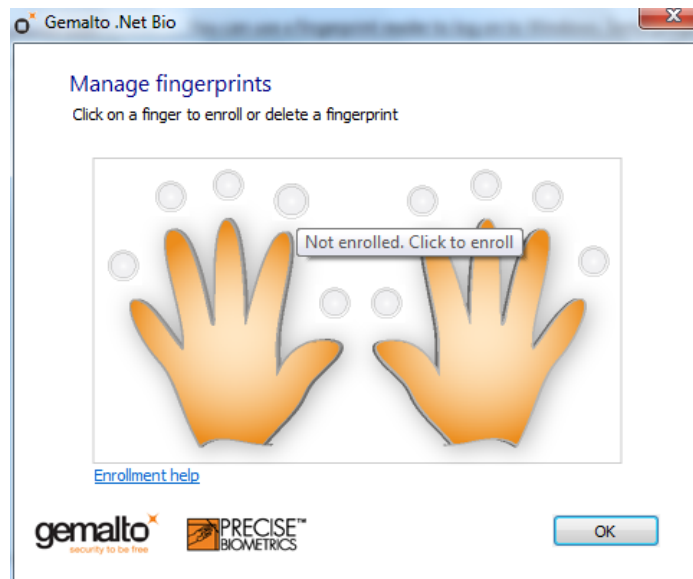 Gemalto .Net Bio
Manage fingerprints
Click on a finger to enroll or delete a fingerprint
Not enrolled. Click to enroll
Enrollment help
gemalto
security to be free
PRECISE™
BIOMETRICS
OK